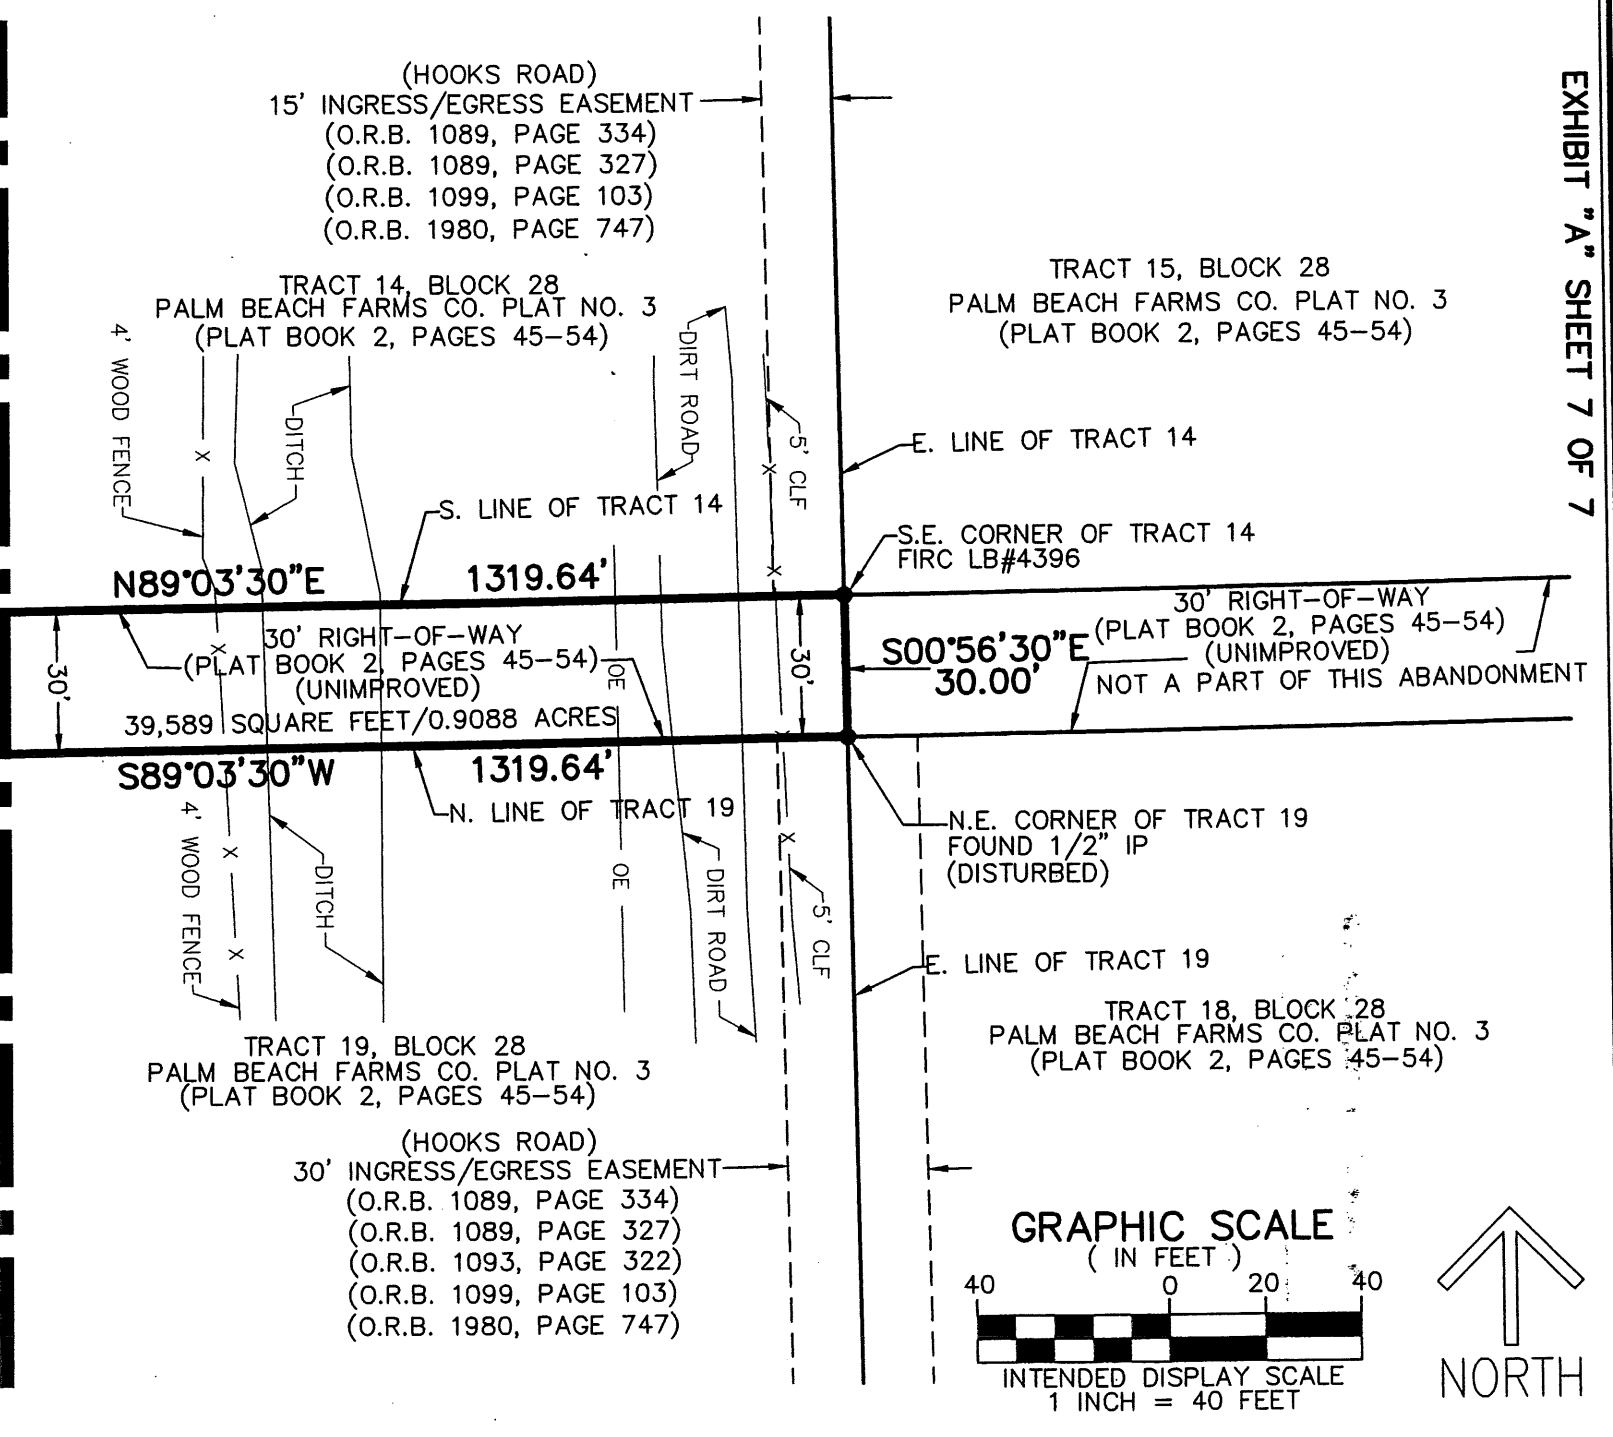 EXHIBIT "A" SHEET 7 OF 7
(HOOKS ROAD)
15' INGRESS/EGRESS EASEMENT
(O.R.B. 1089, PAGE 334)
(O.R.B. 1089, PAGE 327)
(O.R.B. 1099, PAGE 103)
(O.R.B. 1980, PAGE 747)
TRACT 14, BLOCK 28
PALM BEACH FARMS CO. PLAT NO. 3
(PLAT BOOK 2, PAGES 45-54)
TRACT 15, BLOCK 28
PALM BEACH FARMS CO. PLAT NO. 3
(PLAT BOOK 2, PAGES 45-54)
4' WOOD FENCE
X
DITCH
DIRT ROAD
5' CLF
X
E. LINE OF TRACT 14
S. LINE OF TRACT 14
S.E. CORNER OF TRACT 14
FIRC LB#4396
X
N89°03'30"E
1319.64'
30'
X
30' RIGHT-OF-WAY
(PLAT BOOK 2, PAGES 45-54)
(UNIMPROVED)
39,589 SQUARE FEET/0.9088 ACRES
OE
30'
S00°56'30"E
30.00'
30' RIGHT-OF-WAY
(PLAT BOOK 2, PAGES 45-54)
(UNIMPROVED)
NOT A PART OF THIS ABANDONMENT
S89°03'30"W
1319.64'
X
N. LINE OF TRACT 19
N.E. CORNER OF TRACT 19
FOUND 1/2" IP
(DISTURBED)
4' WOOD FENCE
X
X
DITCH
OE
DIRT ROAD
X
5' CLF
E. LINE OF TRACT 19
TRACT 18, BLOCK 28
PALM BEACH FARMS CO. PLAT NO. 3
(PLAT BOOK 2, PAGES 45-54)
TRACT 19, BLOCK 28
PALM BEACH FARMS CO. PLAT NO. 3
(PLAT BOOK 2, PAGES 45-54)
(HOOKS ROAD)
30' INGRESS/EGRESS EASEMENT
(O.R.B. 1089, PAGE 334)
(O.R.B. 1089, PAGE 327)
(O.R.B. 1093, PAGE 322)
(O.R.B. 1099, PAGE 103)
(O.R.B. 1980, PAGE 747)
GRAPHIC SCALE
( IN FEET )
40 0 20 40
INTENDED DISPLAY SCALE
1 INCH = 40 FEET
NORTH